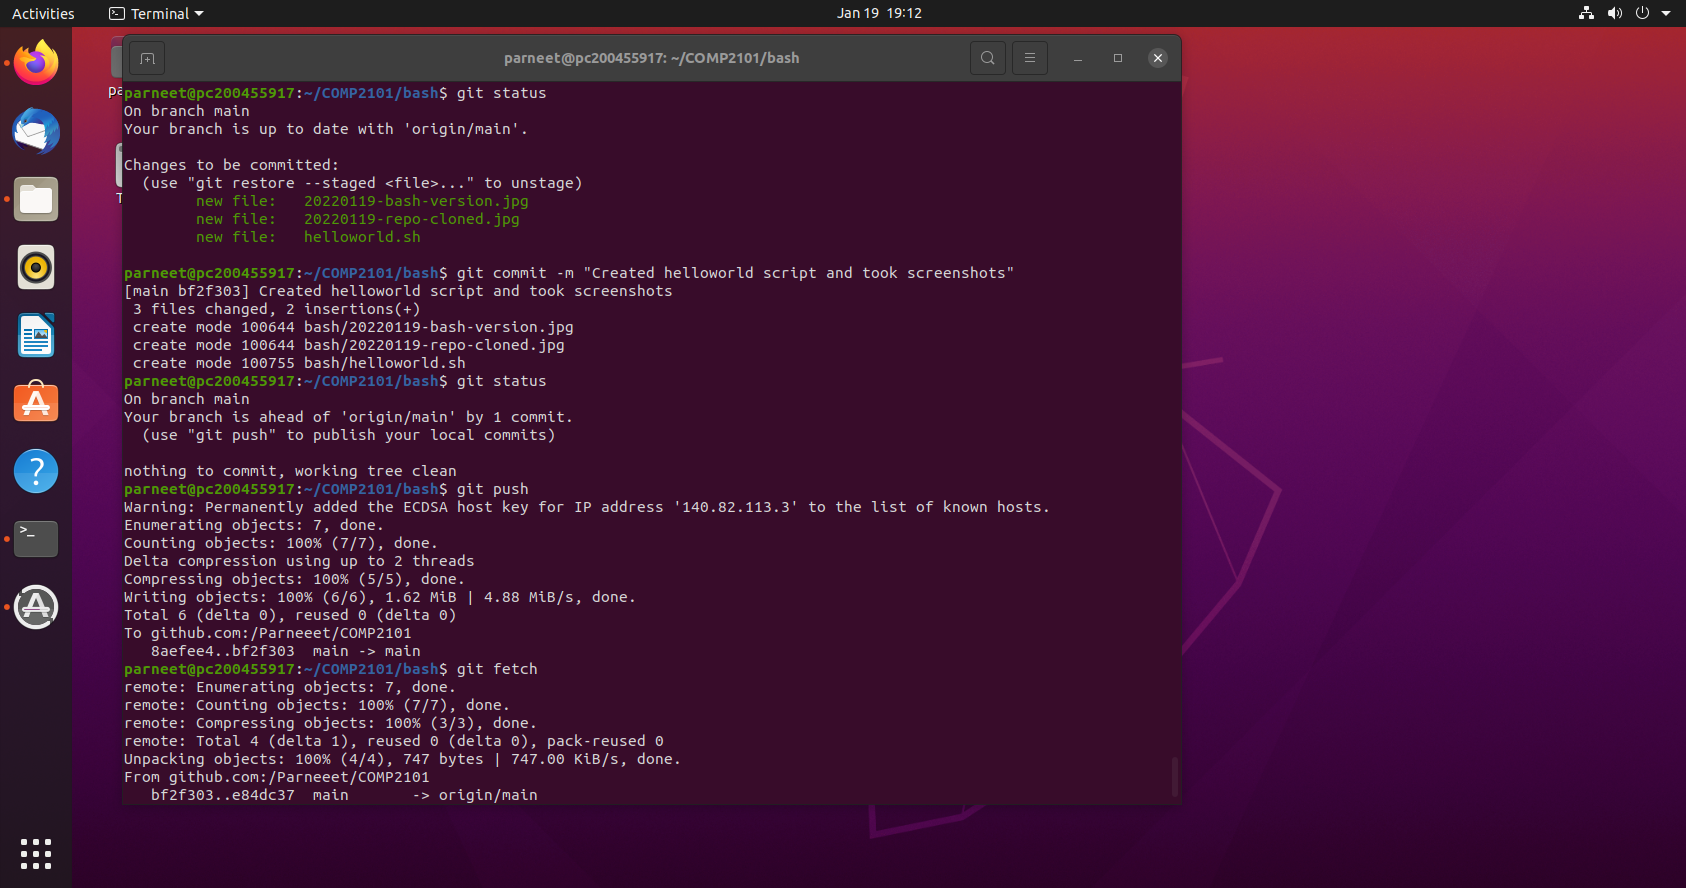 Activities
Terminal
Jan 19 19:12
parneet@pc200455917: ~/COMP2101/bash
parneet@pc200455917:~/COMP2101/bash$ git status
On branch main
Your branch is up to date with 'origin/main'.
Changes to be committed:
  (use "git restore --staged <file>..." to unstage)
        new file:   20220119-bash-version.jpg
        new file:   20220119-repo-cloned.jpg
        new file:   helloworld.sh
parneet@pc200455917:~/COMP2101/bash$ git commit -m "Created helloworld script and took screenshots"
[main bf2f303] Created helloworld script and took screenshots
 3 files changed, 2 insertions(+)
 create mode 100644 bash/20220119-bash-version.jpg
 create mode 100644 bash/20220119-repo-cloned.jpg
 create mode 100755 bash/helloworld.sh
parneet@pc200455917:~/COMP2101/bash$ git status
On branch main
Your branch is ahead of 'origin/main' by 1 commit.
  (use "git push" to publish your local commits)
nothing to commit, working tree clean
parneet@pc200455917:~/COMP2101/bash$ git push
Warning: Permanently added the ECDSA host key for IP address '140.82.113.3' to the list of known hosts.
Enumerating objects: 7, done.
Counting objects: 100% (7/7), done.
Delta compression using up to 2 threads
Compressing objects: 100% (5/5), done.
Writing objects: 100% (6/6), 1.62 MiB | 4.88 MiB/s, done.
Total 6 (delta 0), reused 0 (delta 0)
To github.com:/Parneeet/COMP2101
   8aefee4..bf2f303  main -> main
parneet@pc200455917:~/COMP2101/bash$ git fetch
remote: Enumerating objects: 7, done.
remote: Counting objects: 100% (7/7), done.
remote: Compressing objects: 100% (3/3), done.
remote: Total 4 (delta 1), reused 0 (delta 0), pack-reused 0
Unpacking objects: 100% (4/4), 747 bytes | 747.00 KiB/s, done.
From github.com:/Parneeet/COMP2101
   bf2f303..e84dc37  main       -> origin/main